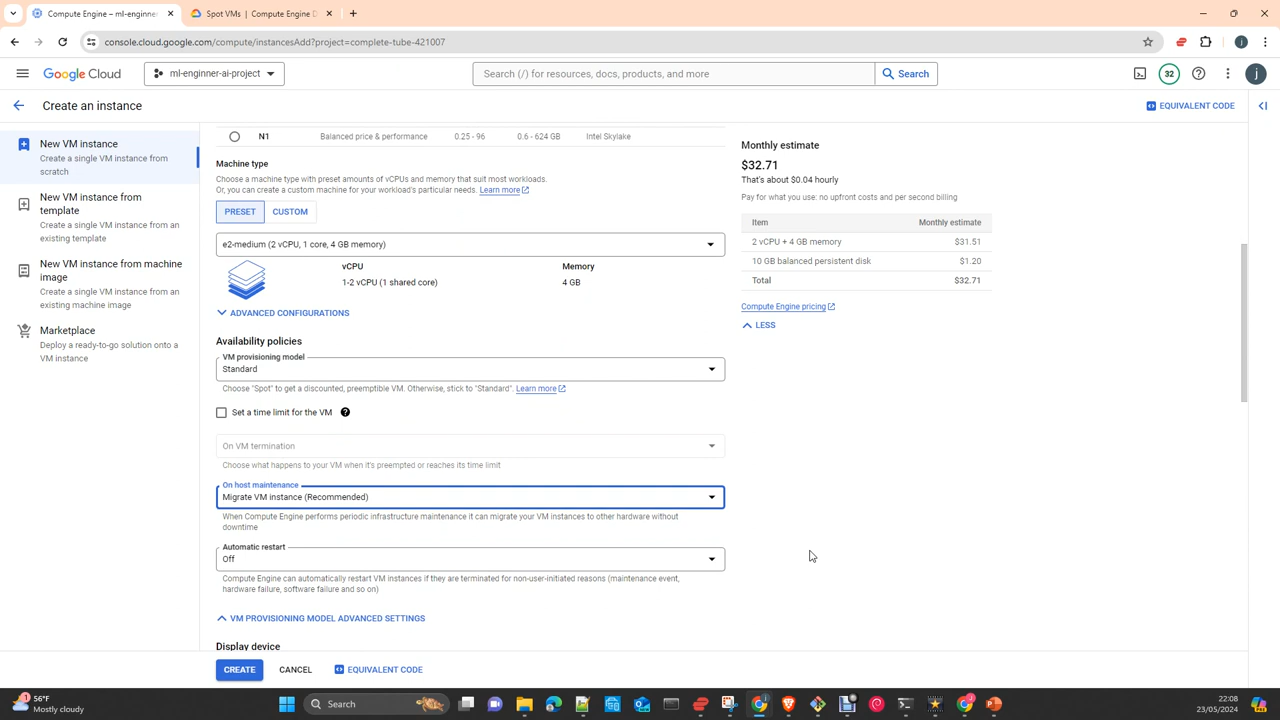 Compute Engine – ml-enginner-
Spot VMs | Compute Engine D
console.cloud.google.com/compute/instancesAdd?project=complete-tube-421007
j
Google Cloud
ml-enginner-ai-project
Search (/) for resources, docs, products, and more
Search
32
j
Create an instance
EQUIVALENT CODE
New VM instance
Create a single VM instance from
scratch
New VM instance from
template
Create a single VM instance from
an existing template
New VM instance from machine
image
Create a single VM instance from
an existing machine image
Marketplace
Deploy a ready-to-go solution onto
a VM instance
N1
Balanced price & performance
0.25 - 96
0.6 - 624 GB
Intel Skylake
Machine type
Choose a machine type with preset amounts of vCPUs and memory that suit most workloads.
Or, you can create a custom machine for your workload's particular needs. Learn more
PRESET
CUSTOM
e2-medium (2 vCPU, 1 core, 4 GB memory)
vCPU
Memory
1-2 vCPU (1 shared core)
4 GB
ADVANCED CONFIGURATIONS
Availability policies
VM provisioning model
Standard
Choose "Spot" to get a discounted, preemptible VM. Otherwise, stick to "Standard". Learn more
Set a time limit for the VM
On VM termination
Choose what happens to your VM when it's preempted or reaches its time limit
On host maintenance
Migrate VM instance (Recommended)
When Compute Engine performs periodic infrastructure maintenance it can migrate your VM instances to other hardware without
downtime
Automatic restart
Off
Compute Engine can automatically restart VM instances if they are terminated for non-user-initiated reasons (maintenance event,
hardware failure, software failure and so on)
VM PROVISIONING MODEL ADVANCED SETTINGS
Display device
CREATE
CANCEL
EQUIVALENT CODE
Monthly estimate
$32.71
That's about $0.04 hourly
Pay for what you use: no upfront costs and per second billing
Item
Monthly estimate
2 vCPU + 4 GB memory
$31.51
10 GB balanced persistent disk
$1.20
Total
$32.71
Compute Engine pricing
LESS
1
56°F
Mostly cloudy
Search
22:08
23/05/2024